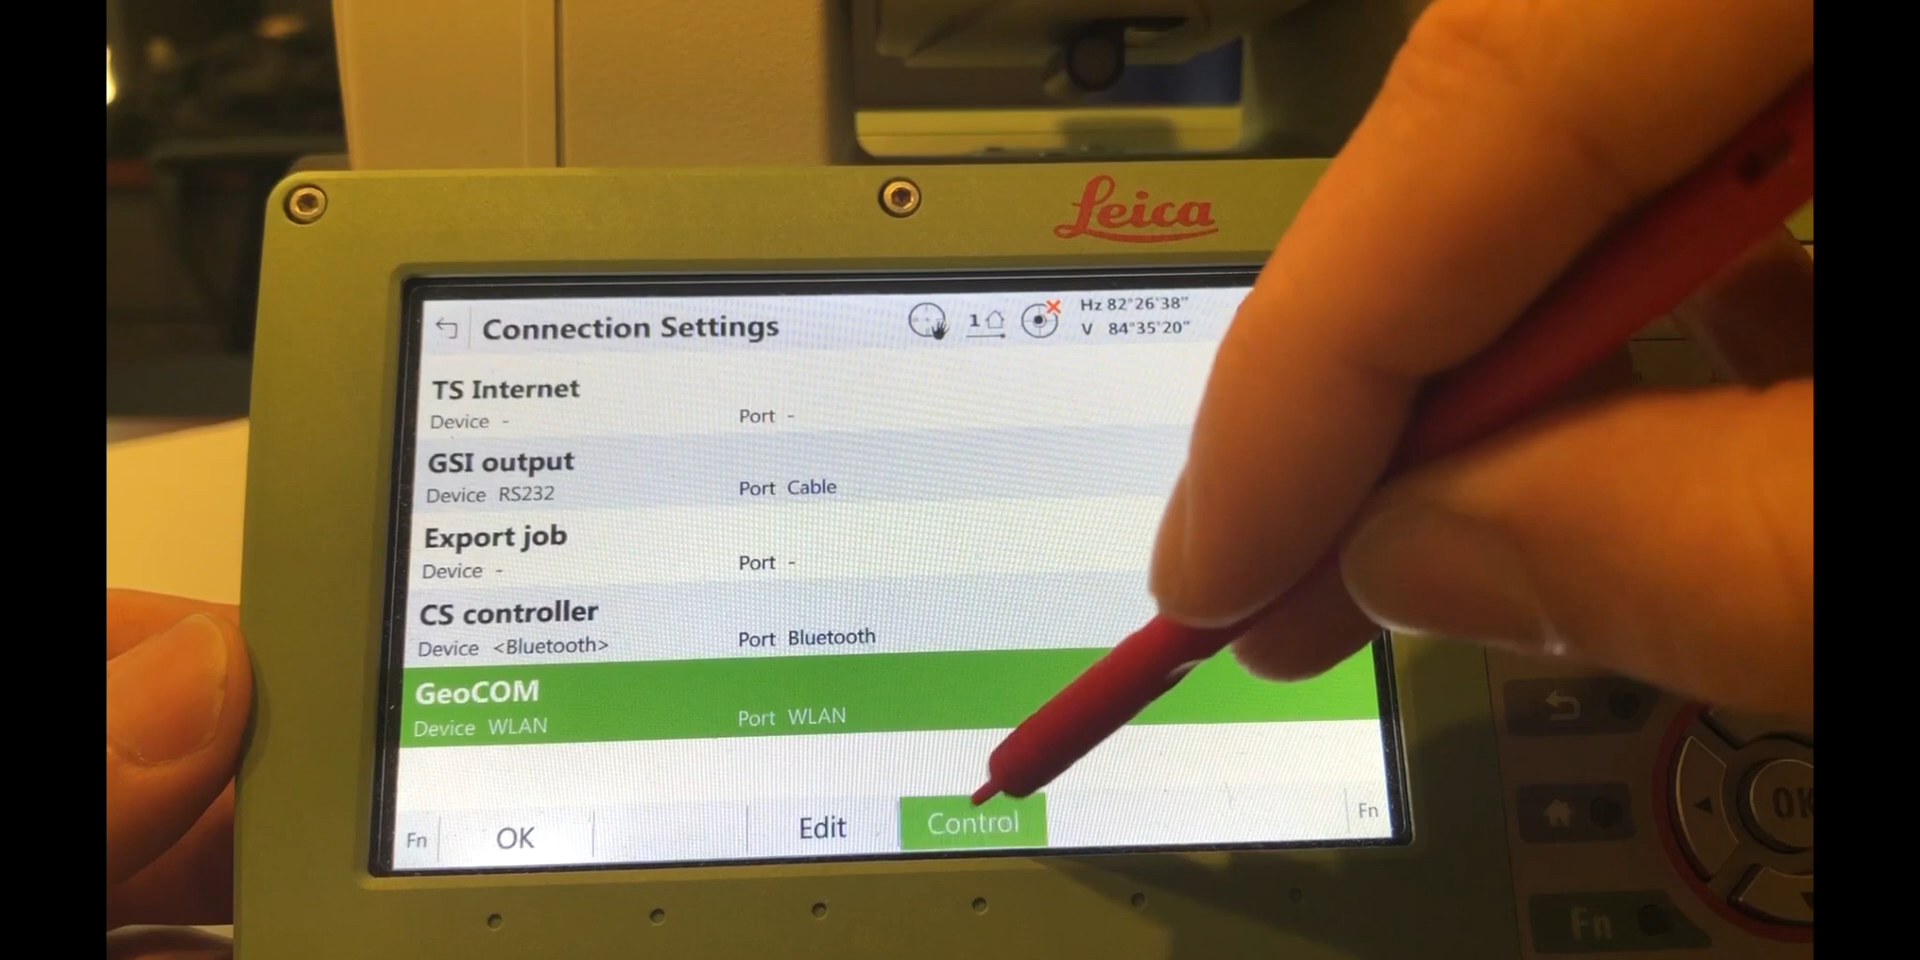 Leica
Connection Settings
1
Hz 82°26'38"
V 84°35'20"
TS Internet
Device -
Port -
GSI output
Device RS232
Port Cable
Export job
Device -
Port -
CS controller
Device <Bluetooth>
Port Bluetooth
GeoCOM
Device WLAN
Port WLAN
Fn
OK
Edit
Control
Fn
OK
Fn